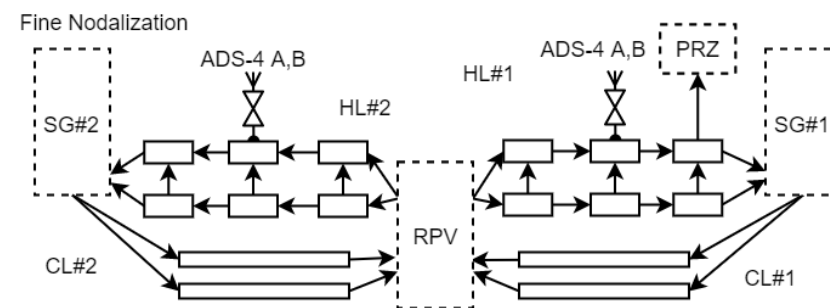 Fine Nodalization
ADS-4 A,B
ADS-4 A,B
PRZ
HL#1
SG#2
HL#2
SG#1
RPV
CL#2
CL#1